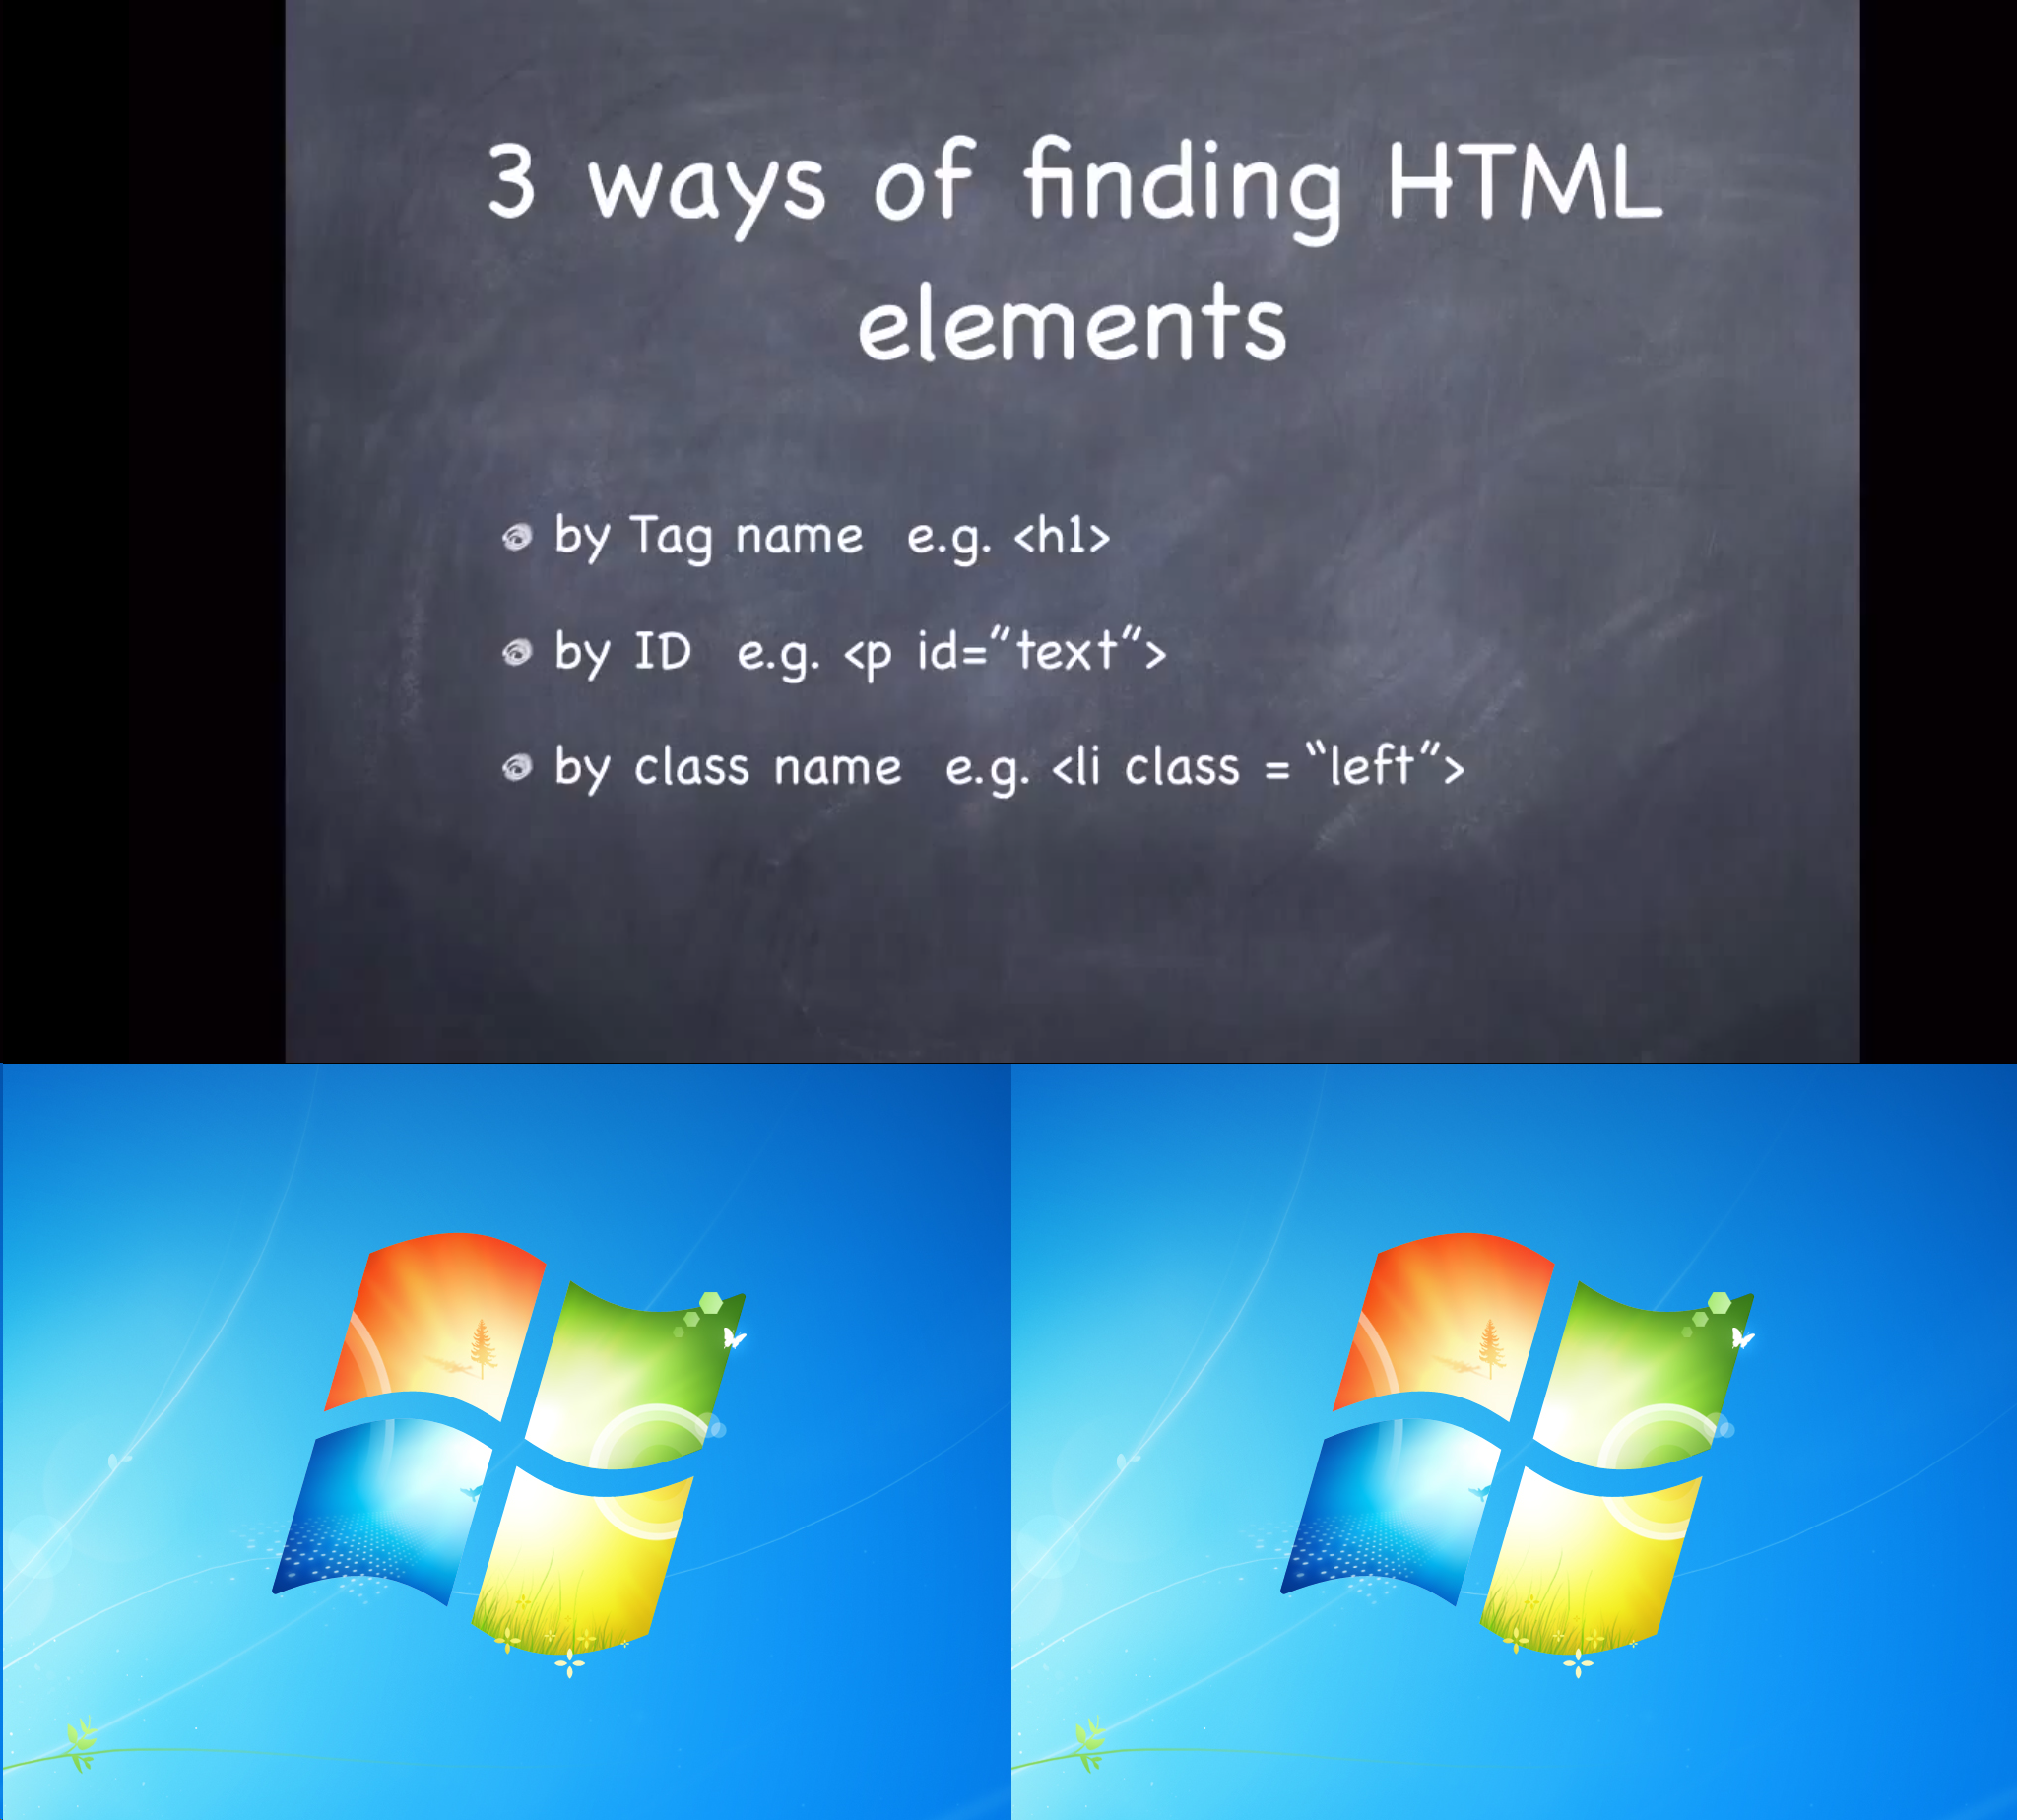 3 ways of finding HTML
elements
by Tag name e.g. <h1>
by ID e.g. <p id=”text”>
by class name e.g. <li class = “left”>